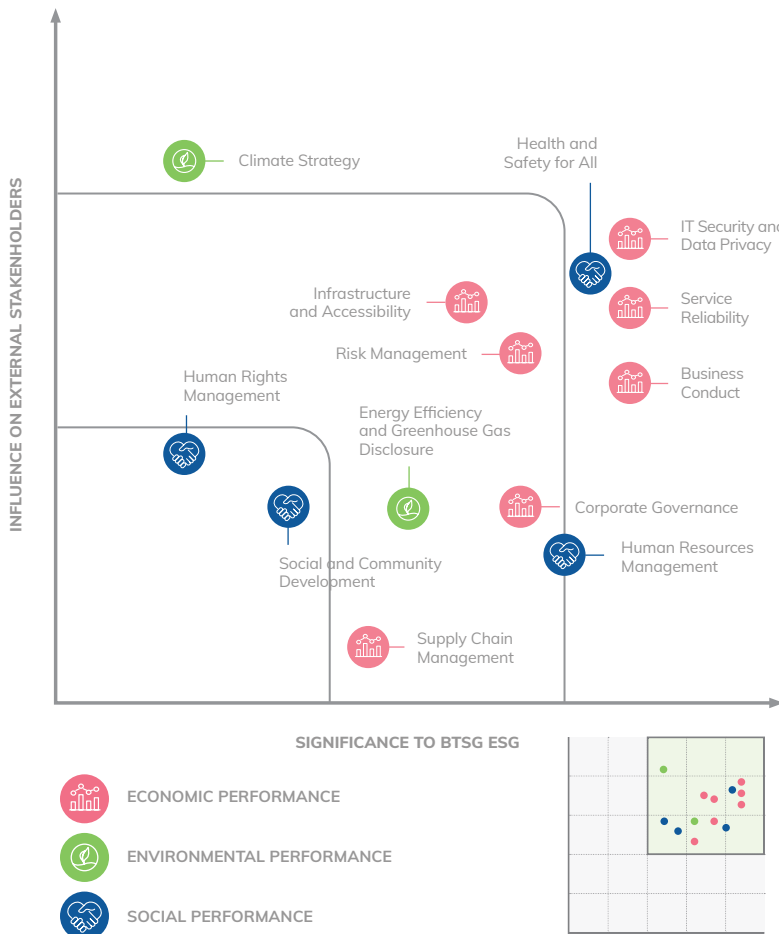 INFLUENCE ON EXTERNAL STAKENHOLDERS
Climate Strategy
Health and
Safety for All
IT Security and
Data Privacy
Infrastructure
and Accessibility
Service
Reliability
Risk Management
Human Rights
Management
Business
Conduct
Energy Efficiency
and Greenhouse Gas
Disclosure
Corporate Governance
Social and Community
Development
Human Resources
Management
Supply Chain
Management
SIGNIFICANCE TO BTSG ESG
ECONOMIC PERFORMANCE
ENVIRONMENTAL PERFORMANCE
SOCIAL PERFORMANCE